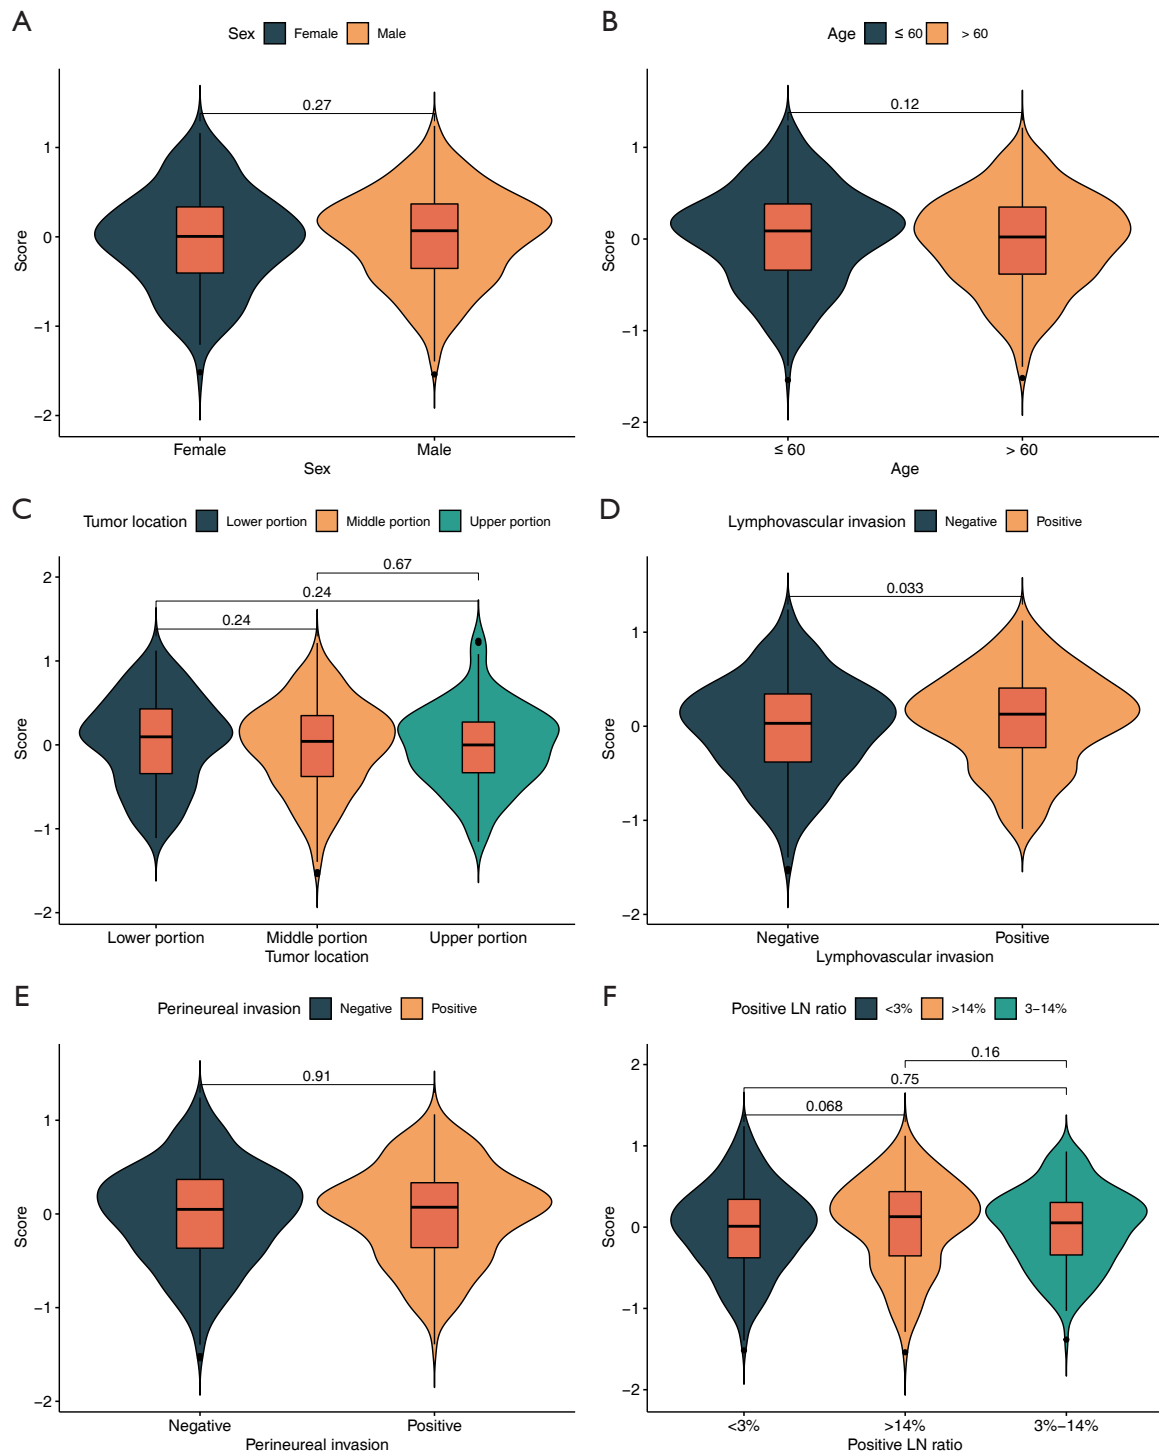 A
Sex Female Male
0.27
1
0
−1
−2
Score
Female Male
Sex
B
Age ≤ 60 > 60
0.12
1
0
−1
−2
Score
≤ 60 > 60
Age
C
Tumor location Lower portion Middle portion Upper portion
2
0.67
0.24
0.24
1
0
−1
−2
Score
Lower portion Middle portion Upper portion
Tumor location
D
Lymphovascular invasion Negative Positive
0.033
1
0
−1
−2
Score
Negative Positive
Lymphovascular invasion
E
Perineureal invasion Negative Positive
0.91
1
0
−1
−2
Score
Negative Positive
Perineureal invasion
F
Positive LN ratio <3% >14% 3−14%
2
0.16
0.75
0.068
1
0
−1
−2
Score
<3% >14% 3%−14%
Positive LN ratio